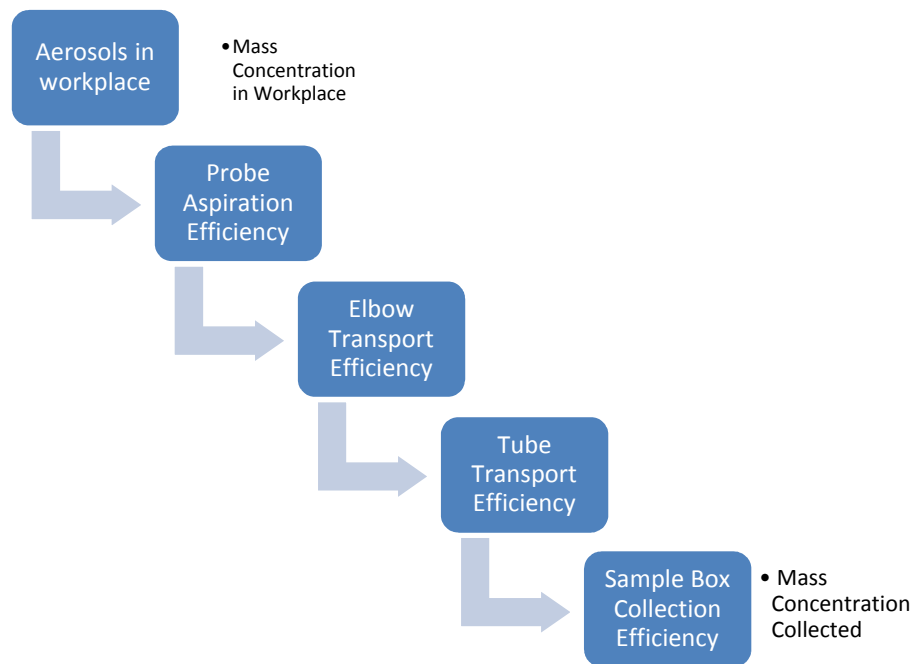 Aerosols in
workplace
• Mass
Concentration
in Workplace
Probe
Aspiration
Efficiency
Elbow
Transport
Efficiency
Tube
Transport
Efficiency
Sample Box
Collection
Efficiency
• Mass
Concentration
Collected